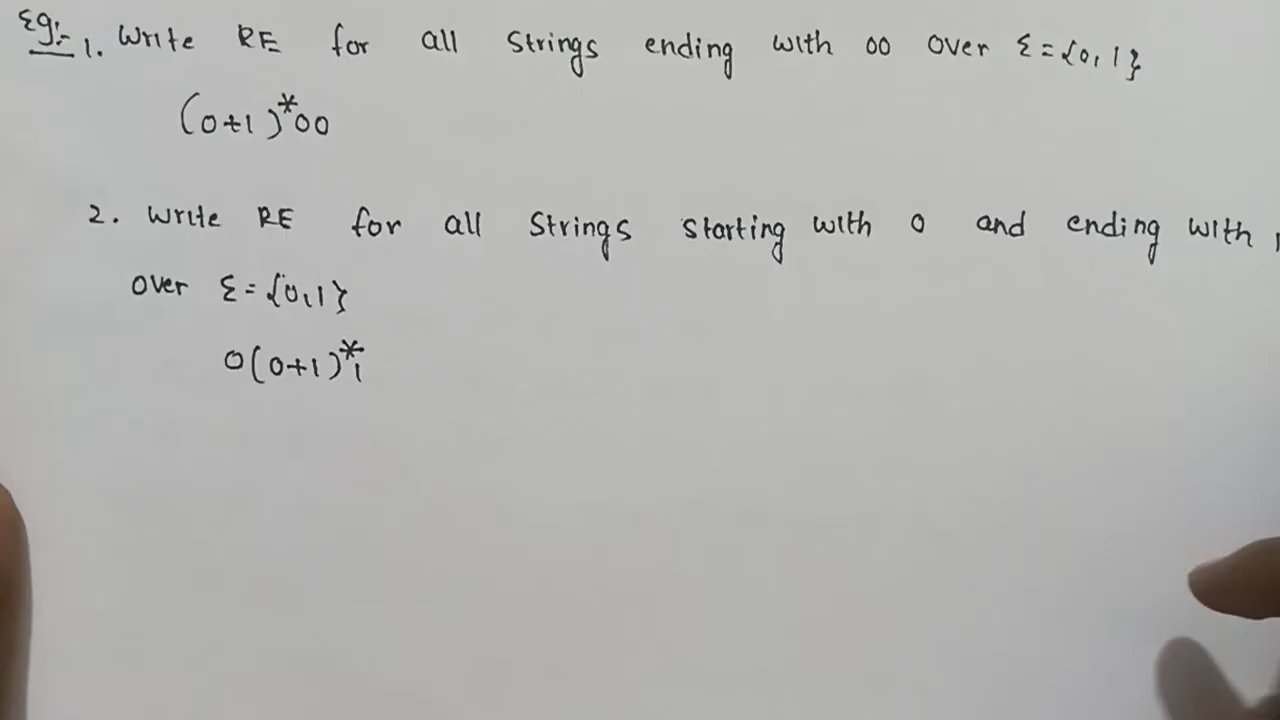 Eg:- 1. Write RE for all Strings ending with 00 over Σ={0,1}
(0+1)*00
2. Write RE for all Strings Starting with 0 and ending with 1
over Σ={0,1}
0(0+1)*1